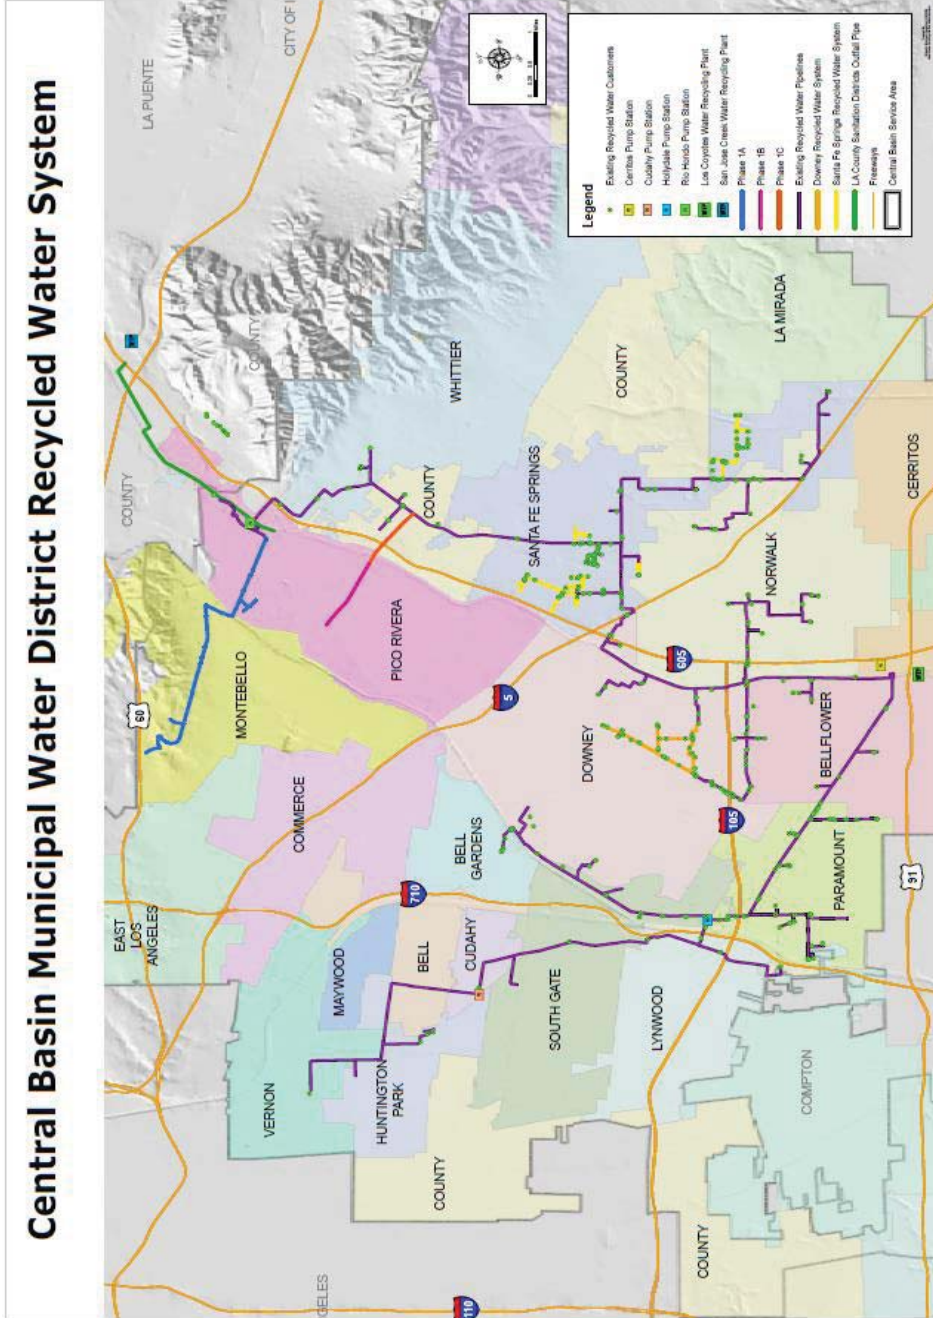 Central Basin Municipal Water District Recycled Water System
LA PUENTE
CITY OF I
COUNTY
COUNTY
60
EAST
LOS
ANGELES
MONTEBELLO
COMMERCE
PICO RIVERA
WHITTIER
COUNTY
VERNON
MAYWOOD
BELL
BELL
GARDENS
710
5
HUNTINGTON
PARK
CUDAHY
COUNTY
SANTA FE SPRINGS
COUNTY
SOUTH GATE
DOWNEY
605
LYNWOOD
105
NORWALK
LA MIRADA
COUNTY
COMPTON
PARAMOUNT
BELLFLOWER
91
CERRITOS
GELES
110
Legend
Existing Recycled Water Customers
Cerritos Pump Station
Cudahy Pump Station
Hollydale Pump Station
Rio Hondo Pump Station
WRP Los Coyotes Water Recycling Plant
WRP San Jose Creek Water Recycling Plant
Phase 1A
Phase 1B
Phase 1C
Existing Recycled Water Pipelines
Downey Recycled Water System
Santa Fe Springs Recycled Water System
LA County Sanitation Districts Outfall Pipe
Freeways
Central Basin Service Area